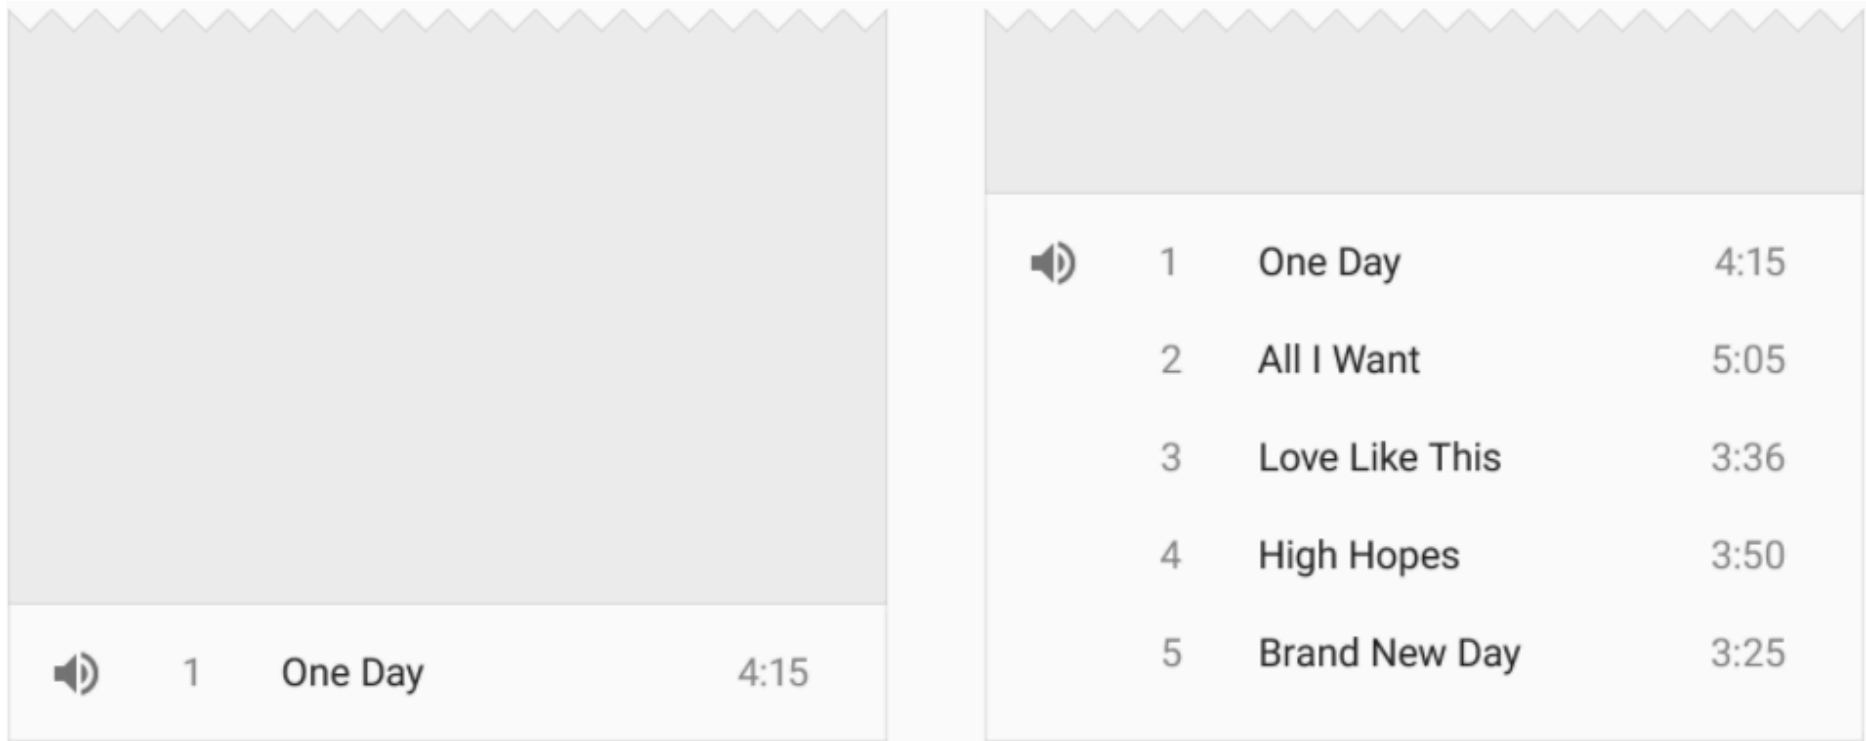 1 One Day 4:15
1 One Day 4:15
2 All I Want 5:05
3 Love Like This 3:36
4 High Hopes 3:50
5 Brand New Day 3:25